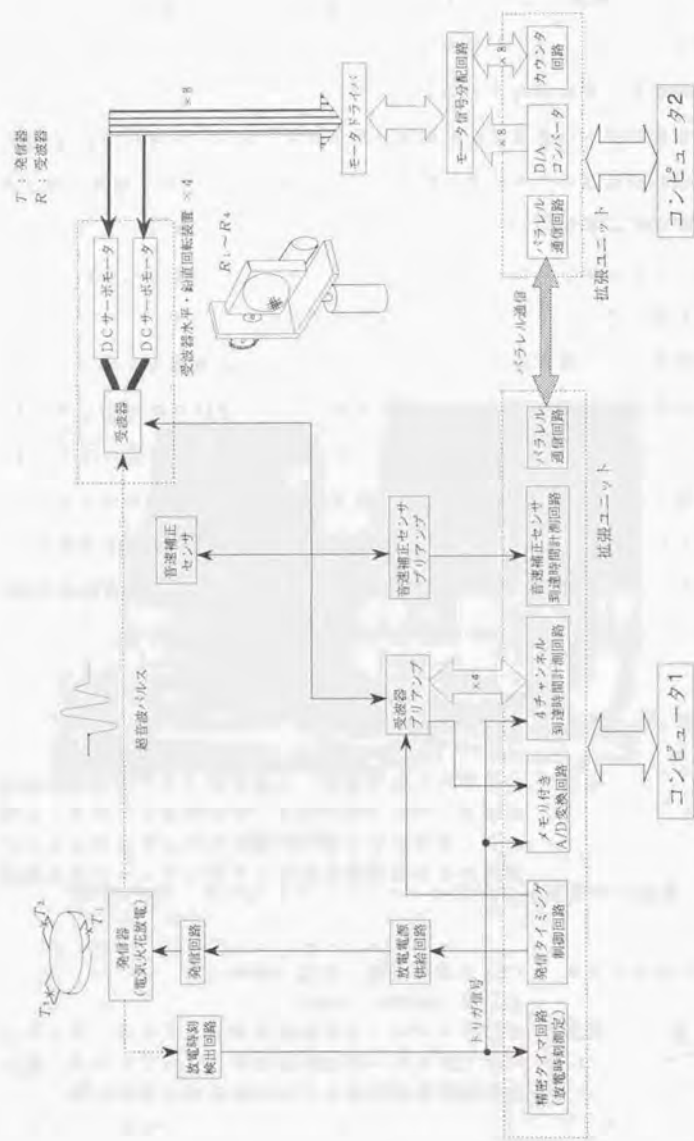 T : 発信器
R : 受波器
T₃
T₂
T₁
発信器
(電気火花放電)
超音波パルス
受波器
DCサーボモータ
DCサーボモータ
受波器水平・鉛直回転装置 ×4
R₁～R₄
×8
放電時刻
検出回路
発信回路
音速補正
センサ
放電電源
供給回路
受波器
プリアンプ
音速補正センサ
プリアンプ
モータドライバ
トリガ信号
×4
モータ信号分配回路
×8
×8
精密タイマ回路
(放電時刻測定)
発信タイミング
制御回路
メモリ付き
A/D変換回路
4チャンネル
到達時間計測回路
音速補正センサ
到達時間計測回路
パラレル
通信回路
パラレル通信
パラレル
通信回路
D/A
コンバータ
カウンタ
回路
拡張ユニット
拡張ユニット
コンピュータ1
コンピュータ2